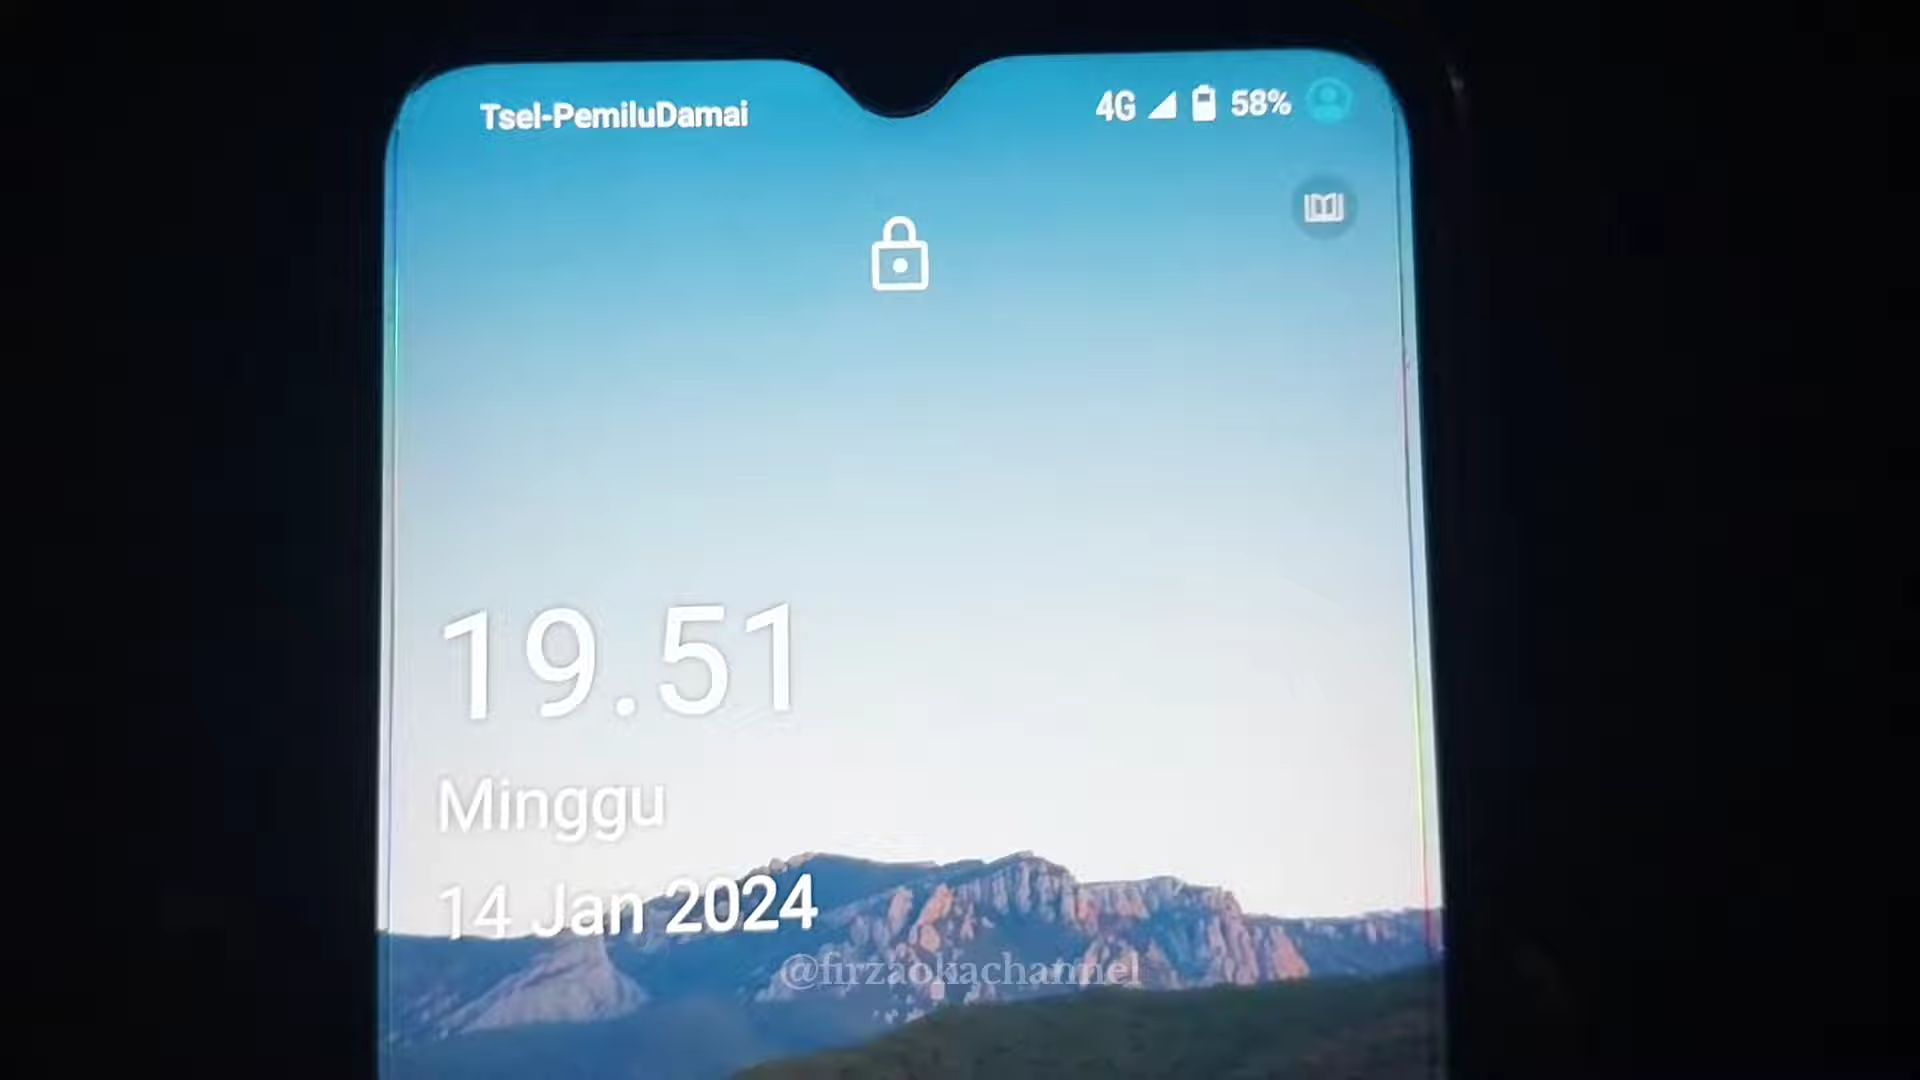 Tsel-PemiluDamai
4G 58%
19.51
Minggu
14 Jan 2024
@firzaokachannel